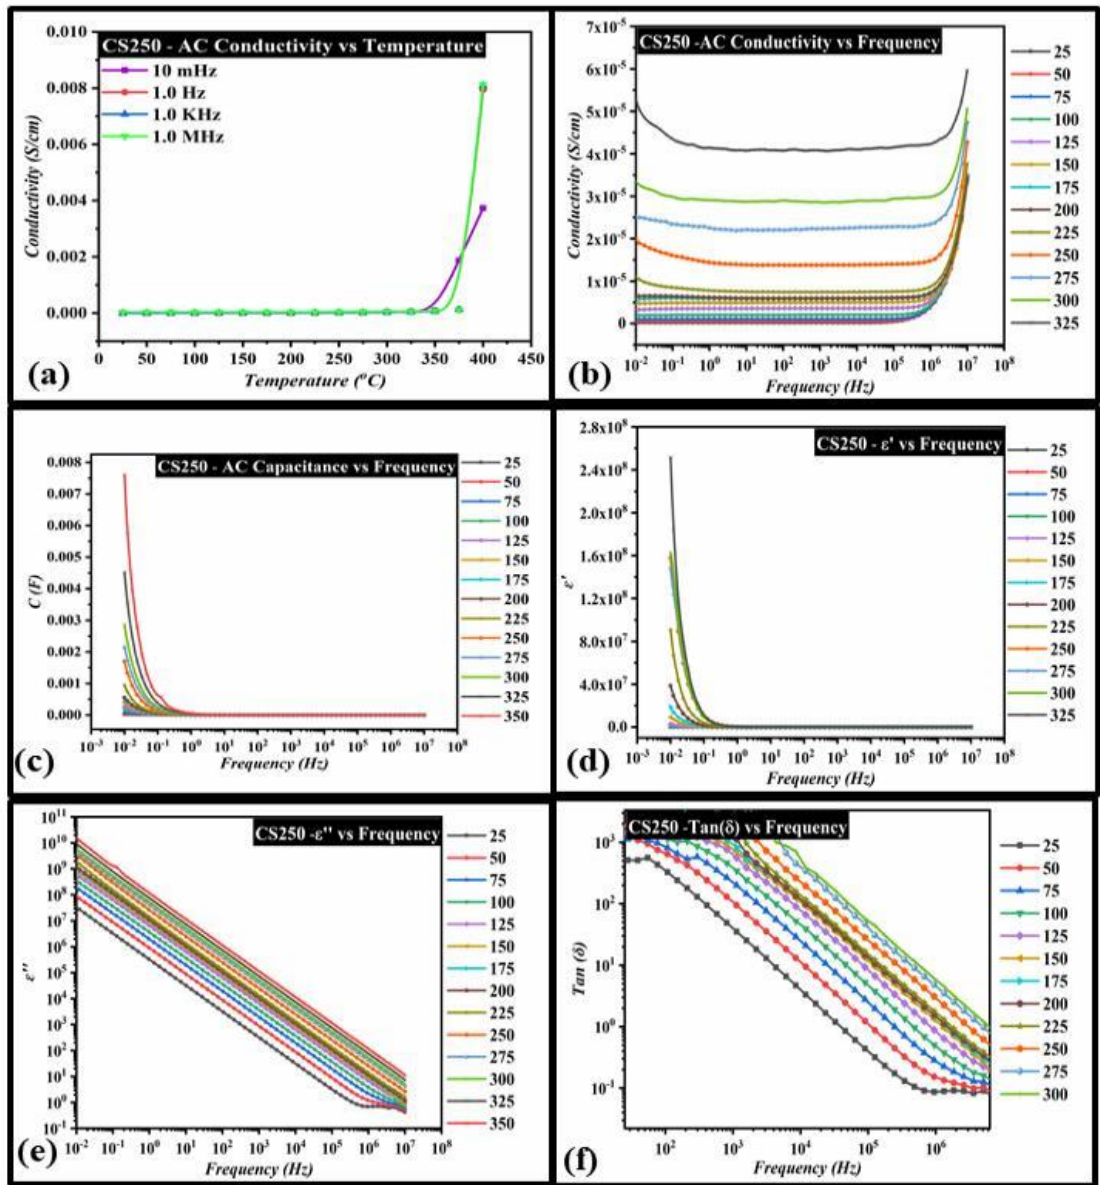 CS250 - AC Conductivity vs Temperature
10 mHz
1.0 Hz
1.0 KHz
1.0 MHz
Conductivity (S/cm)
0.010
0.008
0.006
0.004
0.002
0.000
0 50 100 150 200 250 300 350 400 450
Temperature (°C)
(a)
CS250 -AC Conductivity vs Frequency
Conductivity (S/cm)
7x10⁻⁵
6x10⁻⁵
5x10⁻⁵
4x10⁻⁵
3x10⁻⁵
2x10⁻⁵
1x10⁻⁵
0
10⁻² 10⁻¹ 10⁰ 10¹ 10² 10³ 10⁴ 10⁵ 10⁶ 10⁷ 10⁸
Frequency (Hz)
25
50
75
100
125
150
175
200
225
250
275
300
325
(b)
CS250 - AC Capacitance vs Frequency
C (F)
0.008
0.007
0.006
0.005
0.004
0.003
0.002
0.001
0.000
10⁻³ 10⁻² 10⁻¹ 10⁰ 10¹ 10² 10³ 10⁴ 10⁵ 10⁶ 10⁷ 10⁸
Frequency (Hz)
25
50
75
100
125
150
175
200
225
250
275
300
325
350
(c)
CS250 - ε' vs Frequency
ε'
2.8x10⁸
2.4x10⁸
2.0x10⁸
1.6x10⁸
1.2x10⁸
8.0x10⁷
4.0x10⁷
0.0
10⁻³ 10⁻² 10⁻¹ 10⁰ 10¹ 10² 10³ 10⁴ 10⁵ 10⁶ 10⁷ 10⁸
Frequency (Hz)
25
50
75
100
125
150
175
200
225
250
275
300
325
(d)
CS250 -ε'' vs Frequency
ε''
10¹¹
10¹⁰
10⁹
10⁸
10⁷
10⁶
10⁵
10⁴
10³
10²
10¹
10⁰
10⁻¹
10⁻² 10⁻¹ 10⁰ 10¹ 10² 10³ 10⁴ 10⁵ 10⁶ 10⁷ 10⁸
Frequency (Hz)
25
50
75
100
125
150
175
200
225
250
275
300
325
350
(e)
CS250 -Tan(δ) vs Frequency
Tan (δ)
10³
10²
10¹
10⁰
10⁻¹
10² 10³ 10⁴ 10⁵ 10⁶
Frequency (Hz)
25
50
75
100
125
150
175
200
225
250
275
300
(f)